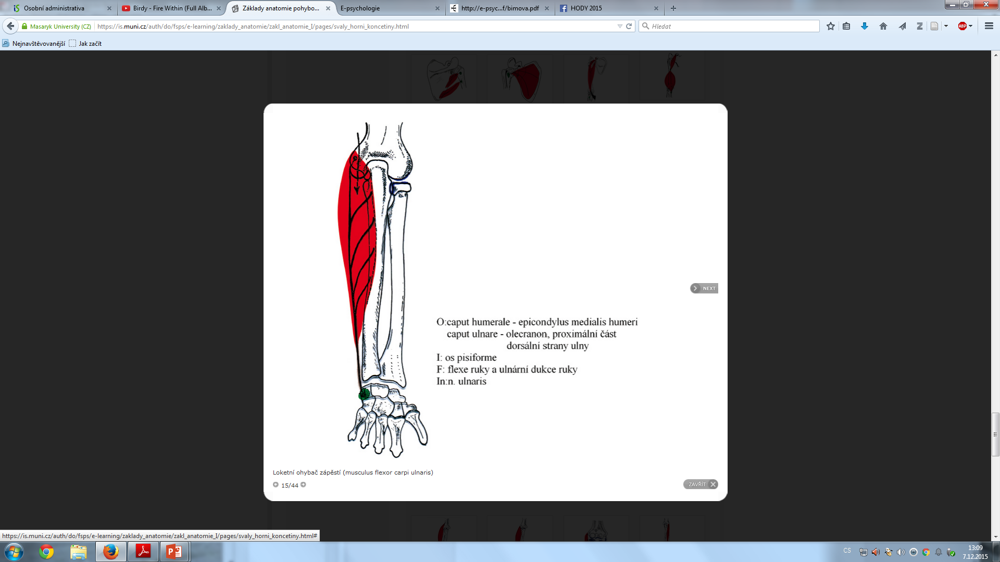 Osobní administrativa
Birdy - Fire Within (Full Alb...
Základy anatomie pohybo...
E-psychologie
http://e-psyc...f/bimova.pdf
HODY 2015
Masaryk University (CZ)
https://is.muni.cz/auth/do/fsps/e-learning/zaklady_anatomie/zakl_anatomie_I/pages/svaly_horni_koncetiny.html
Hledat
ABP
Nejnavštěvovanější
Jak začít
NEXT
O:caput humerale - epicondylus medialis humeri
caput ulnare - olecranon, proximální část
dorsální strany ulny
I: os pisiforme
F: flexe ruky a ulnární dukce ruky
In:n. ulnaris
Loketní ohybač zápěstí (musculus flexor carpi ulnaris)
15/44
ZAVŘÍT
https://is.muni.cz/auth/do/fsps/e-learning/zaklady_anatomie/zakl_anatomie_I/pages/svaly_horni_koncetiny.html#
CS
13:09
7.12.2015